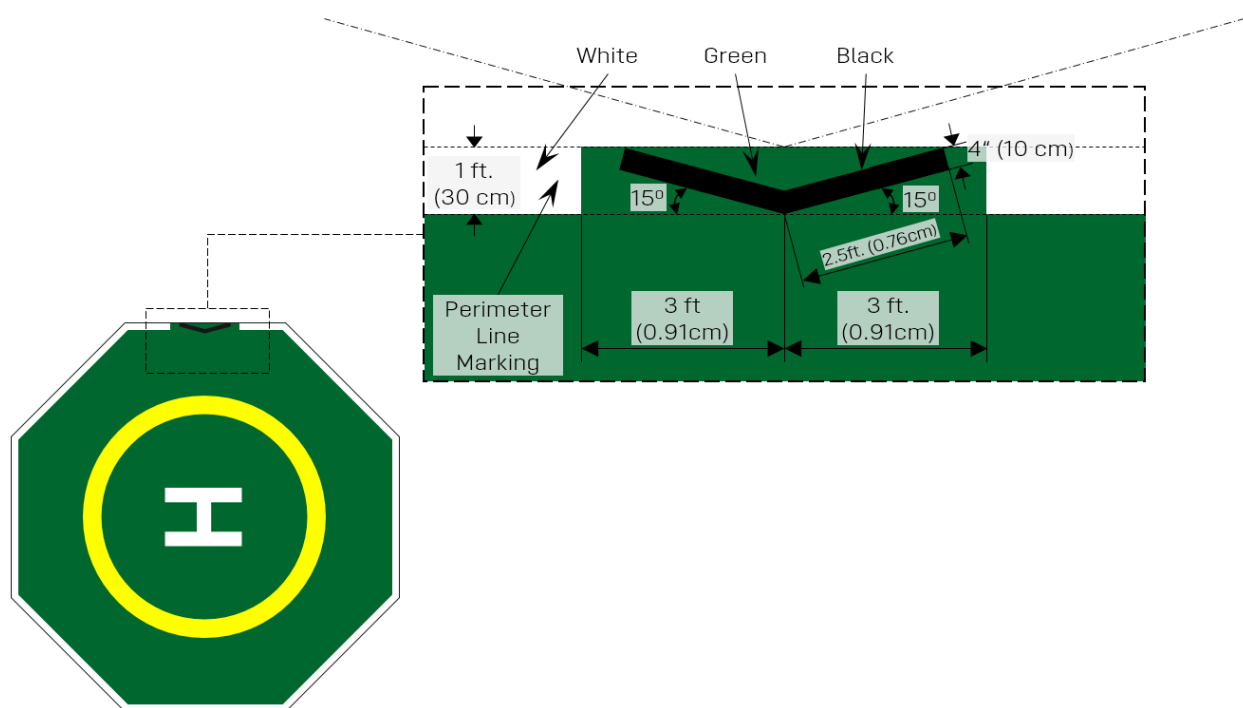 White
Green
Black
1 ft.
(30 cm)
4“ (10 cm)
15º
15º
2.5ft. (0.76cm)
Perimeter
Line
Marking
3 ft
(0.91cm)
3 ft.
(0.91cm)
H